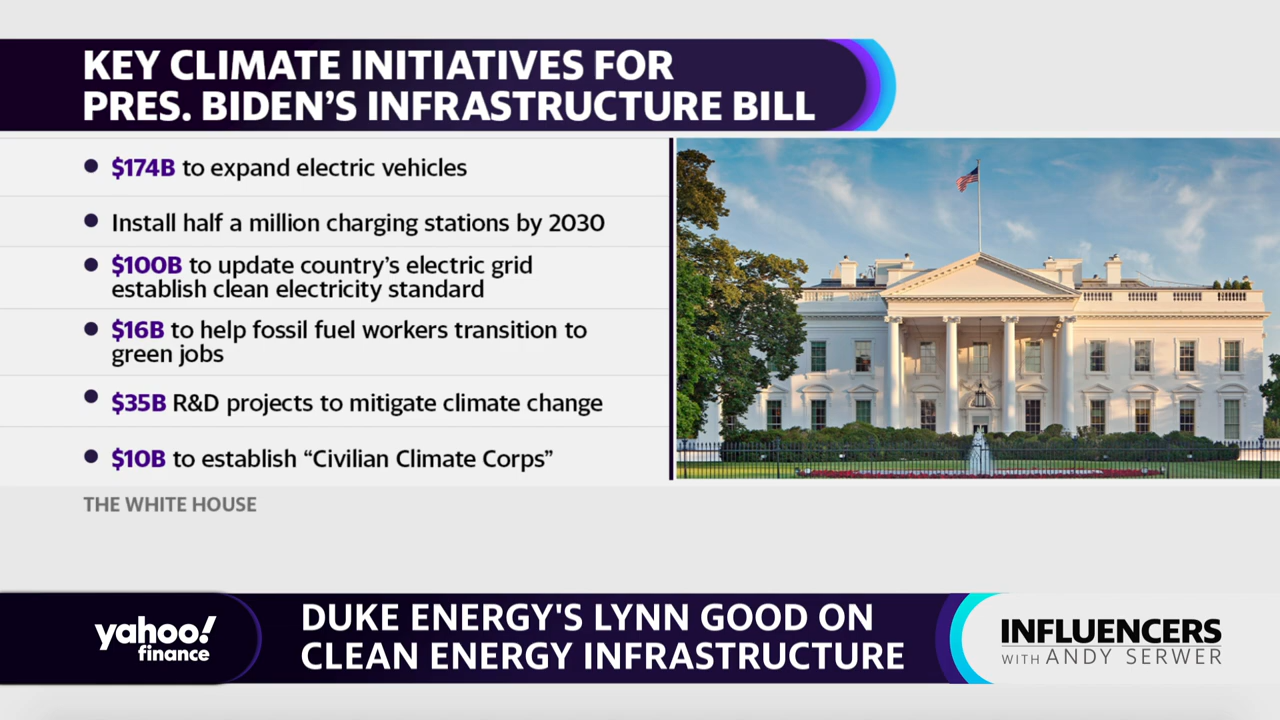 KEY CLIMATE INITIATIVES FOR
PRES. BIDEN'S INFRASTRUCTURE BILL
• $174B to expand electric vehicles
• Install half a million charging stations by 2030
• $100B to update country's electric grid
establish clean electricity standard
• $16B to help fossil fuel workers transition to
green jobs
• $35B R&D projects to mitigate climate change
• $10B to establish “Civilian Climate Corps”
THE WHITE HOUSE
yahoo!
finance
DUKE ENERGY'S LYNN GOOD ON
CLEAN ENERGY INFRASTRUCTURE
INFLUENCERS
WITH ANDY SERWER